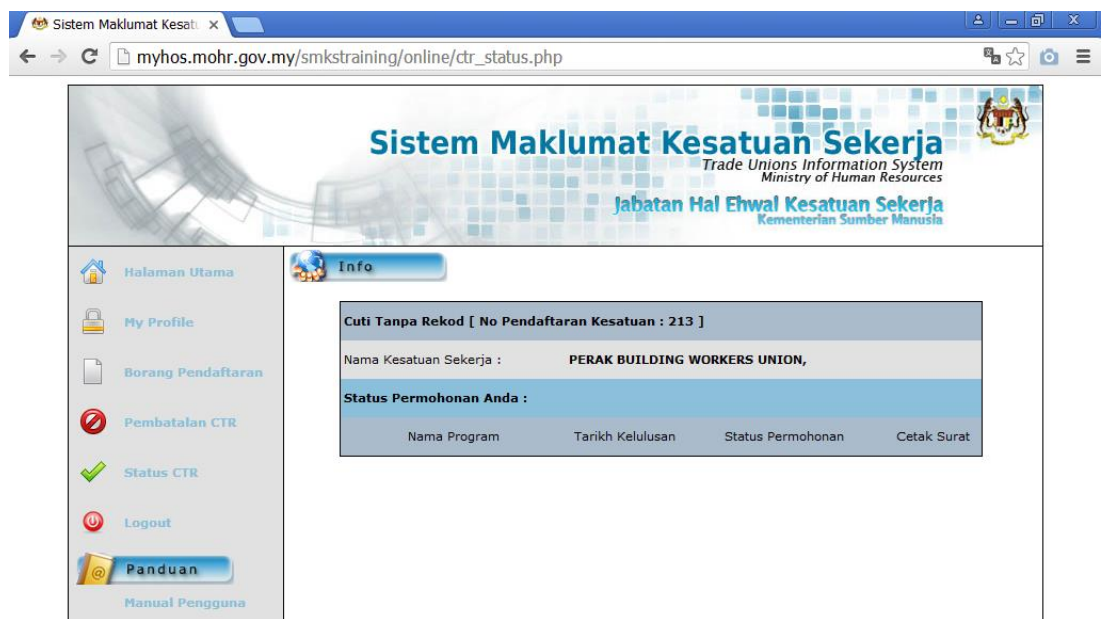 Sistem Maklumat Kesatu
myhos.mohr.gov.my/smkstraining/online/ctr_status.php
Sistem Maklumat Kesatuan Sekerja
Trade Unions Information System
Ministry of Human Resources
Jabatan Hal Ehwal Kesatuan Sekerja
Kementerian Sumber Manusia
Halaman Utama
My Profile
Borang Pendaftaran
Pembatalan CTR
Status CTR
Logout
Panduan
Manual Pengguna
Info
Cuti Tanpa Rekod [ No Pendaftaran Kesatuan : 213 ]
Nama Kesatuan Sekerja : PERAK BUILDING WORKERS UNION,
Status Permohonan Anda :
Nama Program Tarikh Kelulusan Status Permohonan Cetak Surat